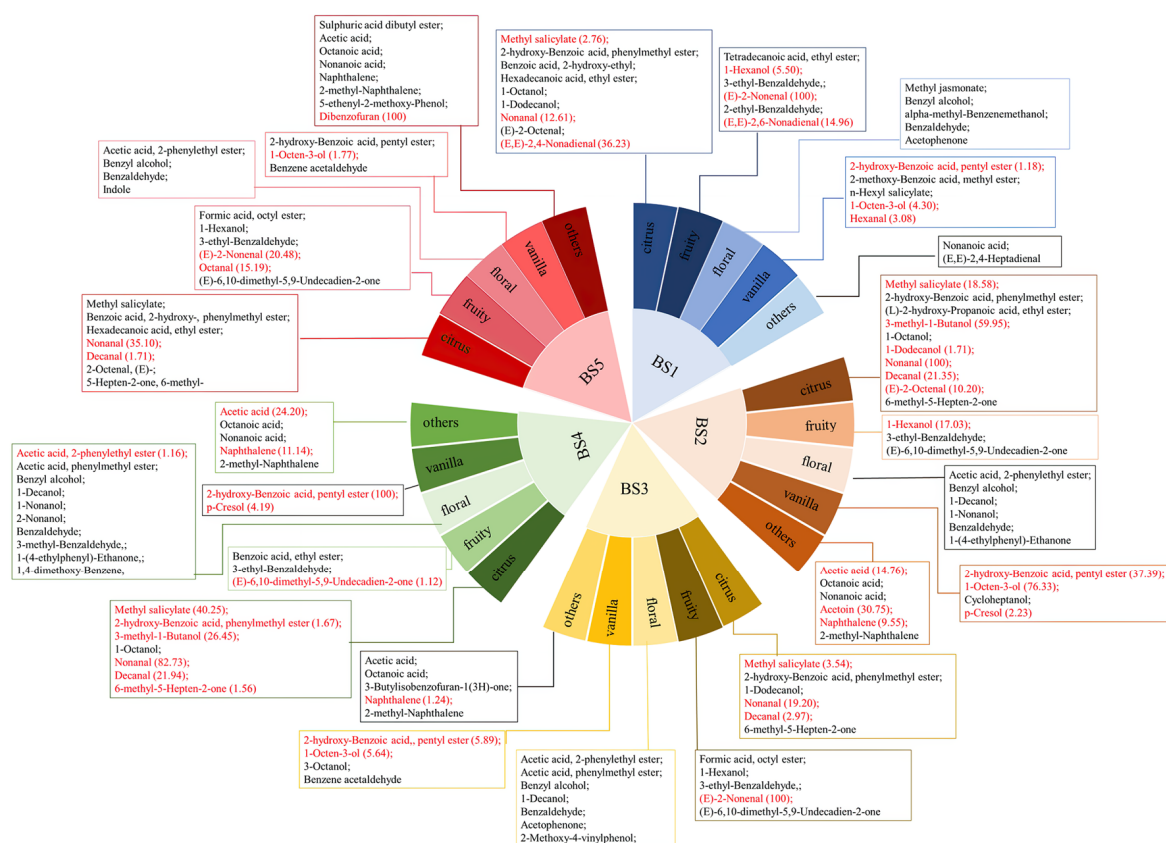 Sulphuric acid dibutyl ester;
Acetic acid;
Octanoic acid;
Nonanoic acid;
Naphthalene;
2-methyl-Naphthalene;
5-ethenyl-2-methoxy-Phenol;
Dibenzofuran (100)
Methyl salicylate (2.76);
2-hydroxy-Benzoic acid, phenylmethyl ester;
Benzoic acid, 2-hydroxy-ethyl;
Hexadecanoic acid, ethyl ester;
1-Octanol;
1-Dodecanol;
Nonanal (12.61);
(E)-2-Octenal;
(E,E)-2,4-Nonadienal (36.23)
Tetradecanoic acid, ethyl ester;
1-Hexanol (5.50);
3-ethyl-Benzaldehyde,;
(E)-2-Nonenal (100);
2-ethyl-Benzaldehyde;
(E,E)-2,6-Nonadienal (14.96)
Methyl jasmonate;
Benzyl alcohol;
alpha-methyl-Benzenemethanol;
Benzaldehyde;
Acetophenone
Acetic acid, 2-phenylethyl ester;
Benzyl alcohol;
Benzaldehyde;
Indole
2-hydroxy-Benzoic acid, pentyl ester;
1-Octen-3-ol (1.77);
Benzene acetaldehyde
2-hydroxy-Benzoic acid, pentyl ester (1.18);
2-methoxy-Benzoic acid, methyl ester;
n-Hexyl salicylate;
1-Octen-3-ol (4.30);
Hexanal (3.08)
Formic acid, octyl ester;
1-Hexanol;
3-ethyl-Benzaldehyde;
(E)-2-Nonenal (20.48);
Octanal (15.19);
(E)-6,10-dimethyl-5,9-Undecadien-2-one
Nonanoic acid;
(E,E)-2,4-Heptadienal
Methyl salicylate;
Benzoic acid, 2-hydroxy-, phenylmethyl ester;
Hexadecanoic acid, ethyl ester;
Nonanal (35.10);
Decanal (1.71);
2-Octenal, (E)-;
5-Hepten-2-one, 6-methyl-
Methyl salicylate (18.58);
2-hydroxy-Benzoic acid, phenylmethyl ester;
(L)-2-hydroxy-Propanoic acid, ethyl ester;
3-methyl-1-Butanol (59.95);
1-Octanol;
1-Dodecanol (1.71);
Nonanal (100);
Decanal (21.35);
(E)-2-Octenal (10.20);
6-methyl-5-Hepten-2-one
citrus
fruity
floral
vanilla
others
BS5
citrus
fruity
floral
vanilla
others
BS1
Acetic acid (24.20);
Octanoic acid;
Nonanoic acid;
Naphthalene (11.14);
2-methyl-Naphthalene
others
vanilla
floral
fruity
citrus
BS4
citrus
fruity
floral
vanilla
others
BS2
1-Hexanol (17.03);
3-ethyl-Benzaldehyde;
(E)-6,10-dimethyl-5,9-Undecadien-2-one
Acetic acid, 2-phenylethyl ester (1.16);
Acetic acid, phenylmethyl ester;
Benzyl alcohol;
1-Decanol;
1-Nonanol;
2-Nonanol;
Benzaldehyde;
3-methyl-Benzaldehyde,;
1-(4-ethylphenyl)-Ethanone,;
1,4-dimethoxy-Benzene,
2-hydroxy-Benzoic acid, pentyl ester (100);
p-Cresol (4.19)
Acetic acid, 2-phenylethyl ester;
Benzyl alcohol;
1-Decanol;
1-Nonanol;
Benzaldehyde;
1-(4-ethylphenyl)-Ethanone
Benzoic acid, ethyl ester;
3-ethyl-Benzaldehyde;
(E)-6,10-dimethyl-5,9-Undecadien-2-one (1.12)
BS3
others
vanilla
floral
fruity
citrus
Acetic acid (14.76);
Octanoic acid;
Nonanoic acid;
Acetoin (30.75);
Naphthalene (9.55);
2-methyl-Naphthalene
2-hydroxy-Benzoic acid, pentyl ester (37.39);
1-Octen-3-ol (76.33);
Cycloheptanol;
p-Cresol (2.23)
Methyl salicylate (40.25);
2-hydroxy-Benzoic acid, phenylmethyl ester (1.67);
3-methyl-1-Butanol (26.45);
1-Octanol;
Nonanal (82.73);
Decanal (21.94);
6-methyl-5-Hepten-2-one (1.56)
Acetic acid;
Octanoic acid;
3-Butylisobenzofuran-1(3H)-one;
Naphthalene (1.24);
2-methyl-Naphthalene
Methyl salicylate (3.54);
2-hydroxy-Benzoic acid, phenylmethyl ester;
1-Dodecanol;
Nonanal (19.20);
Decanal (2.97);
6-methyl-5-Hepten-2-one
2-hydroxy-Benzoic acid,, pentyl ester (5.89);
1-Octen-3-ol (5.64);
3-Octanol;
Benzene acetaldehyde
Acetic acid, 2-phenylethyl ester;
Acetic acid, phenylmethyl ester;
Benzyl alcohol;
1-Decanol;
Benzaldehyde;
Acetophenone;
2-Methoxy-4-vinylphenol;
Formic acid, octyl ester;
1-Hexanol;
3-ethyl-Benzaldehyde,;
(E)-2-Nonenal (100);
(E)-6,10-dimethyl-5,9-Undecadien-2-one